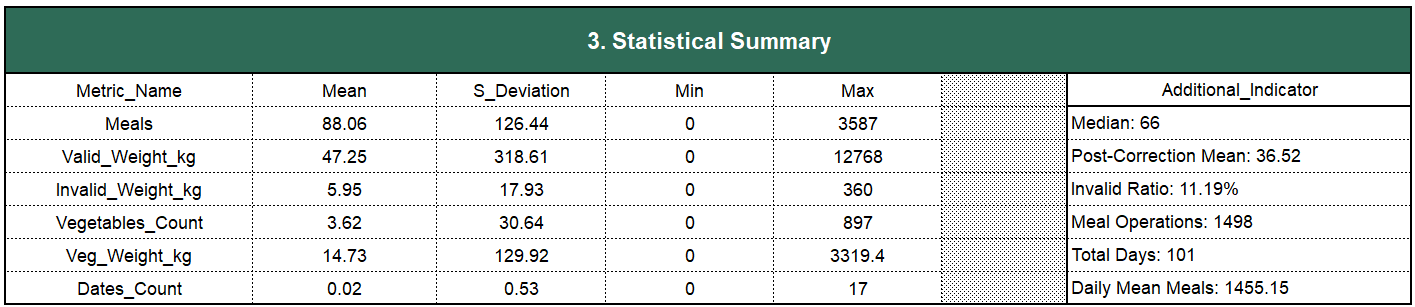 3. Statistical Summary
Metric_Name Mean S_Deviation Min Max Additional_Indicator
Meals 88.06 126.44 0 3587 Median: 66
Valid_Weight_kg 47.25 318.61 0 12768 Post-Correction Mean: 36.52
Invalid_Weight_kg 5.95 17.93 0 360 Invalid Ratio: 11.19%
Vegetables_Count 3.62 30.64 0 897 Meal Operations: 1498
Veg_Weight_kg 14.73 129.92 0 3319.4 Total Days: 101
Dates_Count 0.02 0.53 0 17 Daily Mean Meals: 1455.15